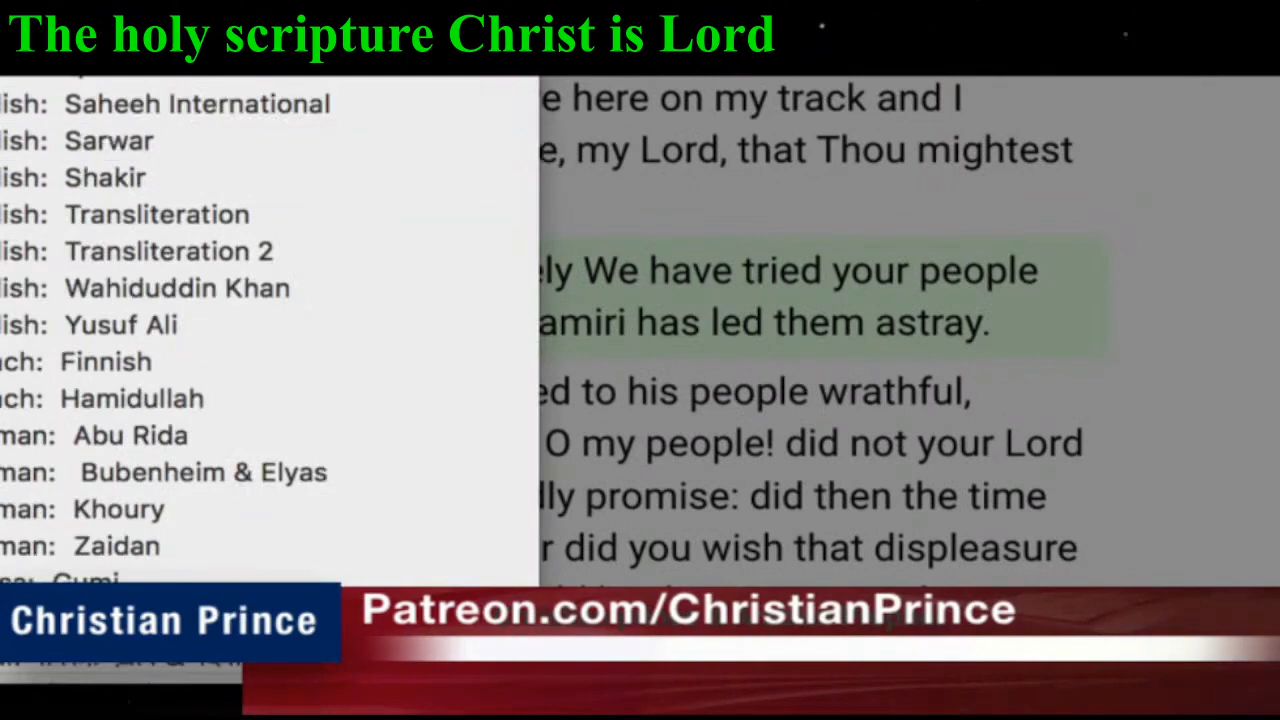 The holy scripture Christ is Lord
lish: Saheeh International
lish: Sarwar
lish: Shakir
lish: Transliteration
lish: Transliteration 2
lish: Wahiduddin Khan
lish: Yusuf Ali
ch: Finnish
ch: Hamidullah
man: Abu Rida
man: Bubenheim & Elyas
man: Khoury
man: Zaidan
Gumi
e here on my track and I
e, my Lord, that Thou mightest
ely We have tried your people
amiri has led them astray.
ed to his people wrathful,
O my people! did not your Lord
lly promise: did then the time
r did you wish that displeasure
Christian Prince
Patreon.com/ChristianPrince